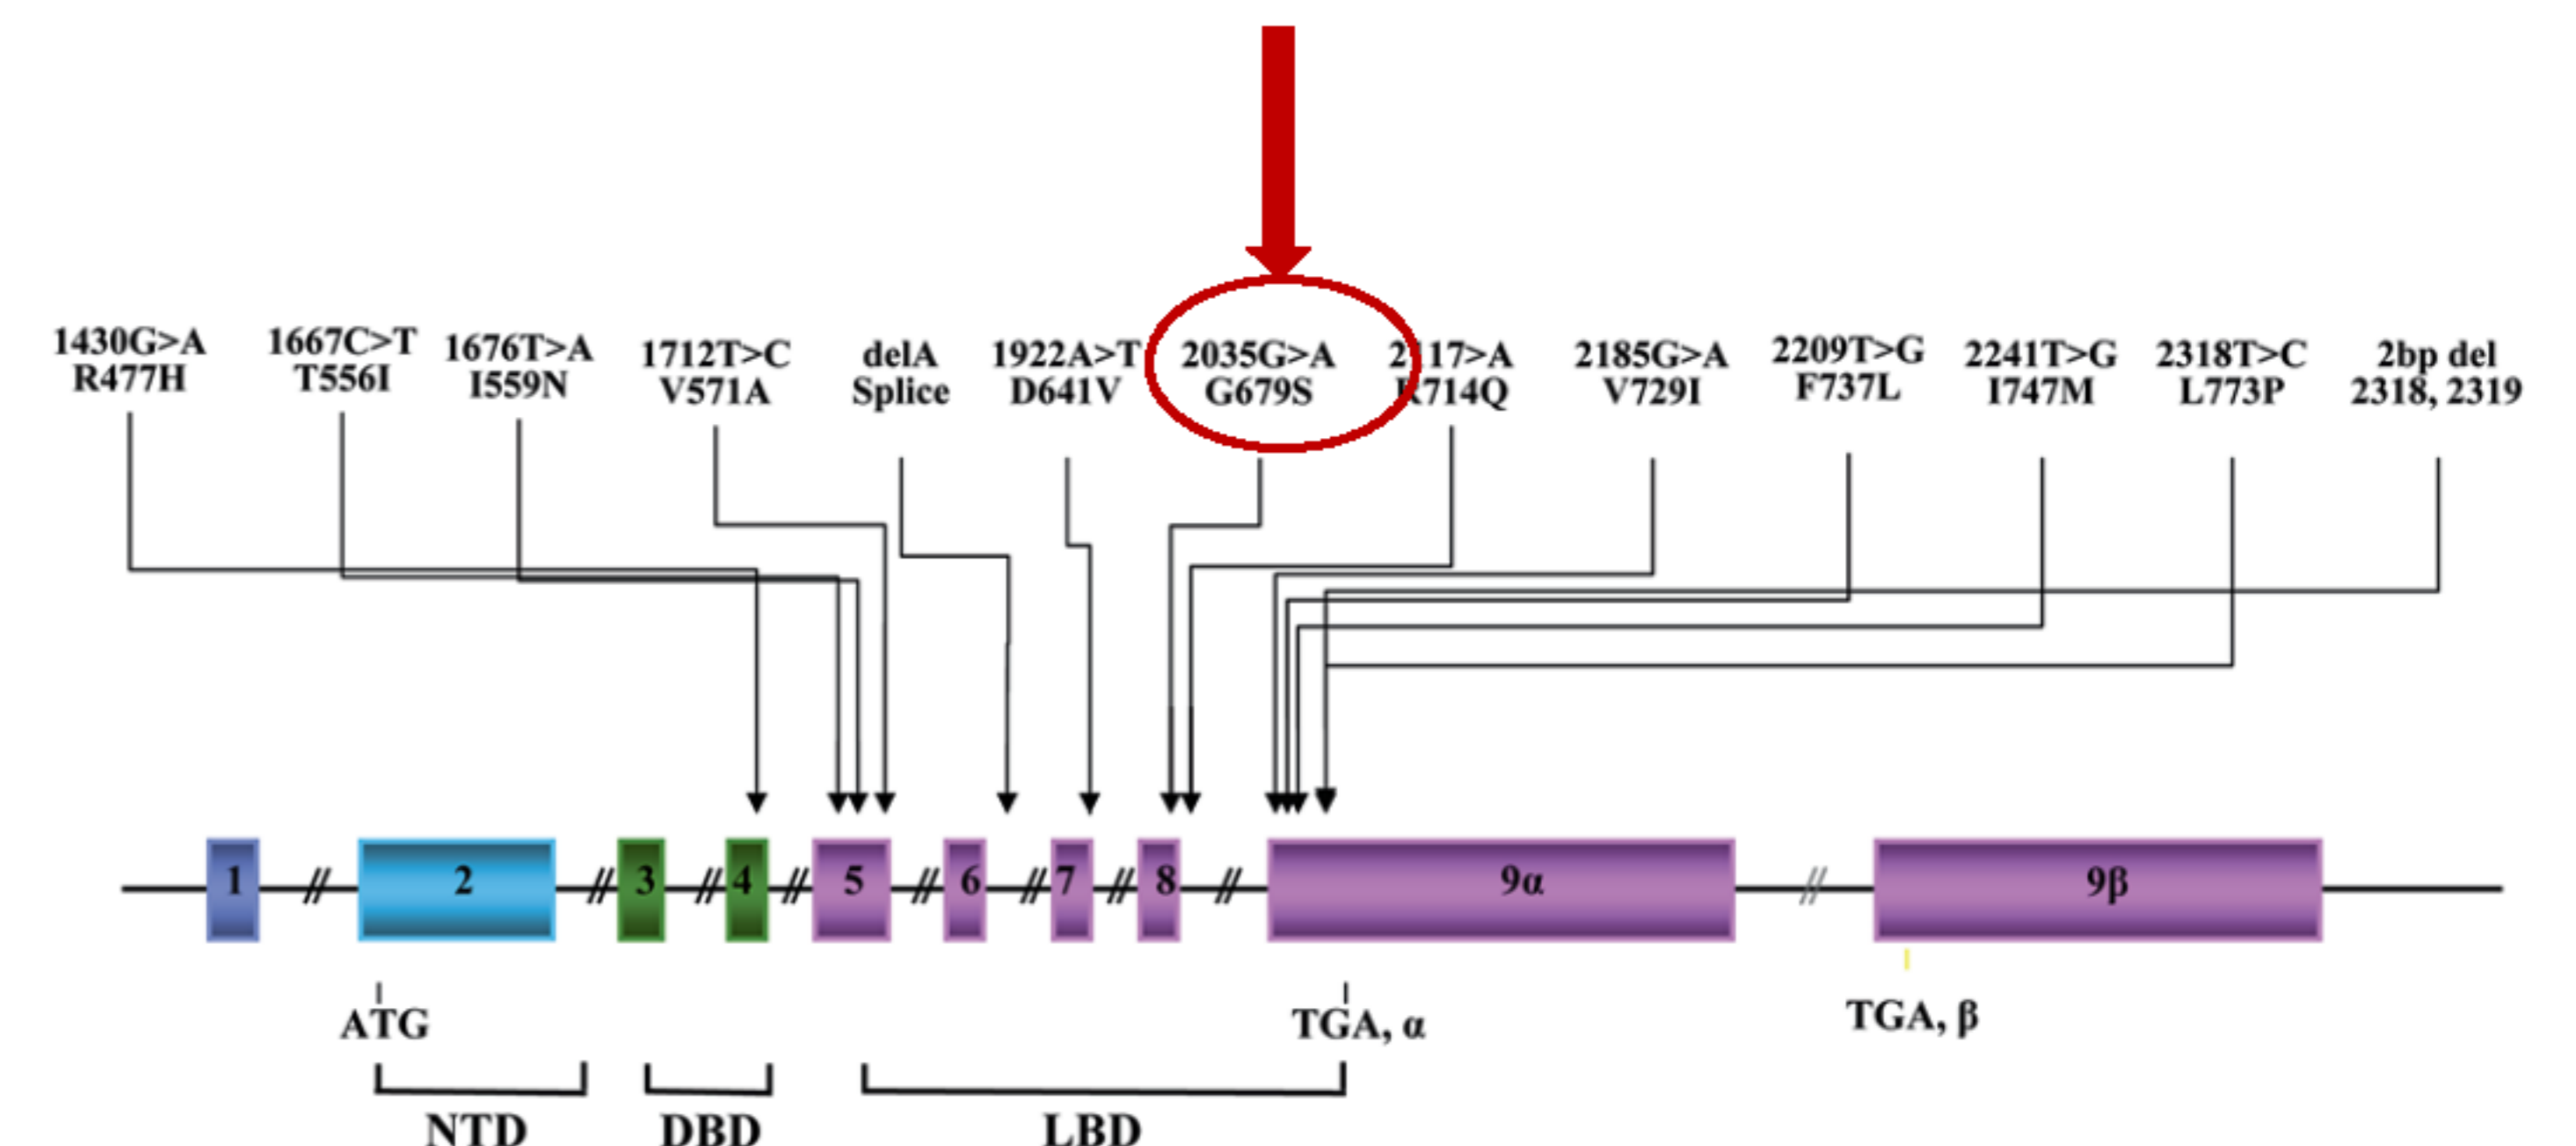 1430G>A
R477H
1667C>T
T556I
1676T>A
I559N
1712T>C
V571A
delA
Splice
1922A>T
D641V
2035G>A
G679S
2117>A
R714Q
2185G>A
V729I
2209T>G
F737L
2241T>G
I747M
2318T>C
L773P
2bp del
2318, 2319
1 // 2 // 3 // 4 // 5 // 6 // 7 // 8 // 9α // 9β
ATG
TGA, α
TGA, β
NTD
DBD
LBD